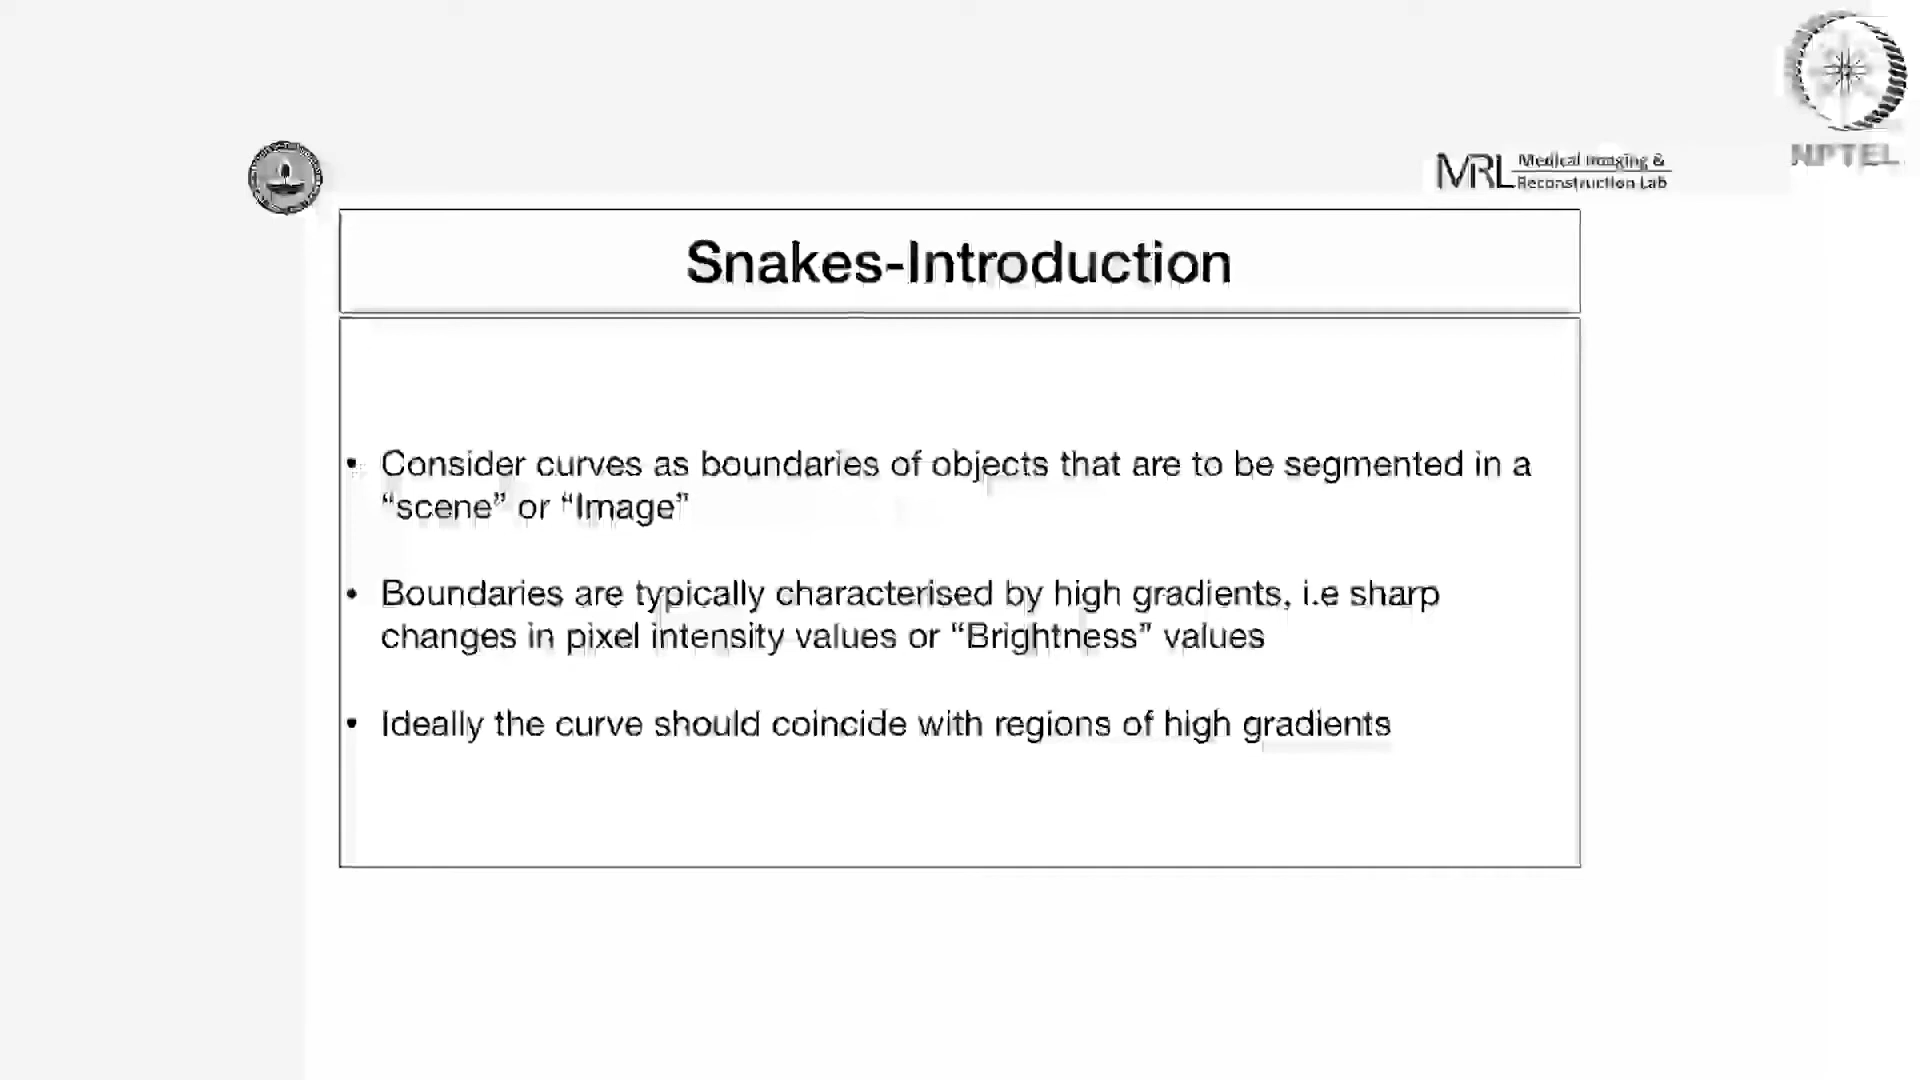 NPTEL
MRL Medical Imaging &
Reconstruction Lab
Snakes-Introduction
• Consider curves as boundaries of objects that are to be segmented in a
“scene” or “Image”
• Boundaries are typically characterised by high gradients, i.e sharp
changes in pixel intensity values or “Brightness” values
• Ideally the curve should coincide with regions of high gradients